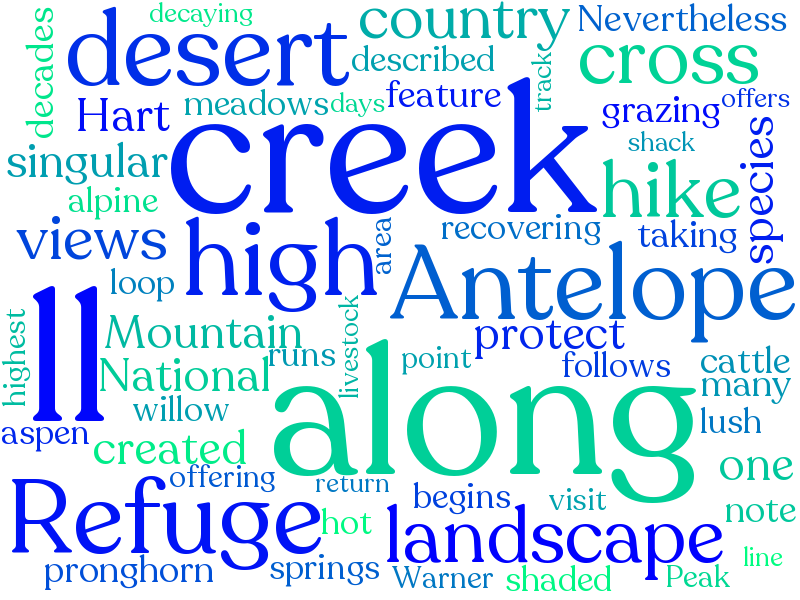 decaying
country
Nevertheless
decades
desert
described
cross
track
Hart
meadows
days
feature
grazing
offers
creek
shack
singular
species
alpine
hike
views
high
area
recovering
taking
loop
Antelope
ll
highest
Mountain
livestock
protect
runs
point
follows
cattle
National
along
many
willow
lush
aspen
created
one
offering
return
begins
visit
note
Refuge
hot
landscape
pronghorn
springs
Warner
shaded
Peak
line